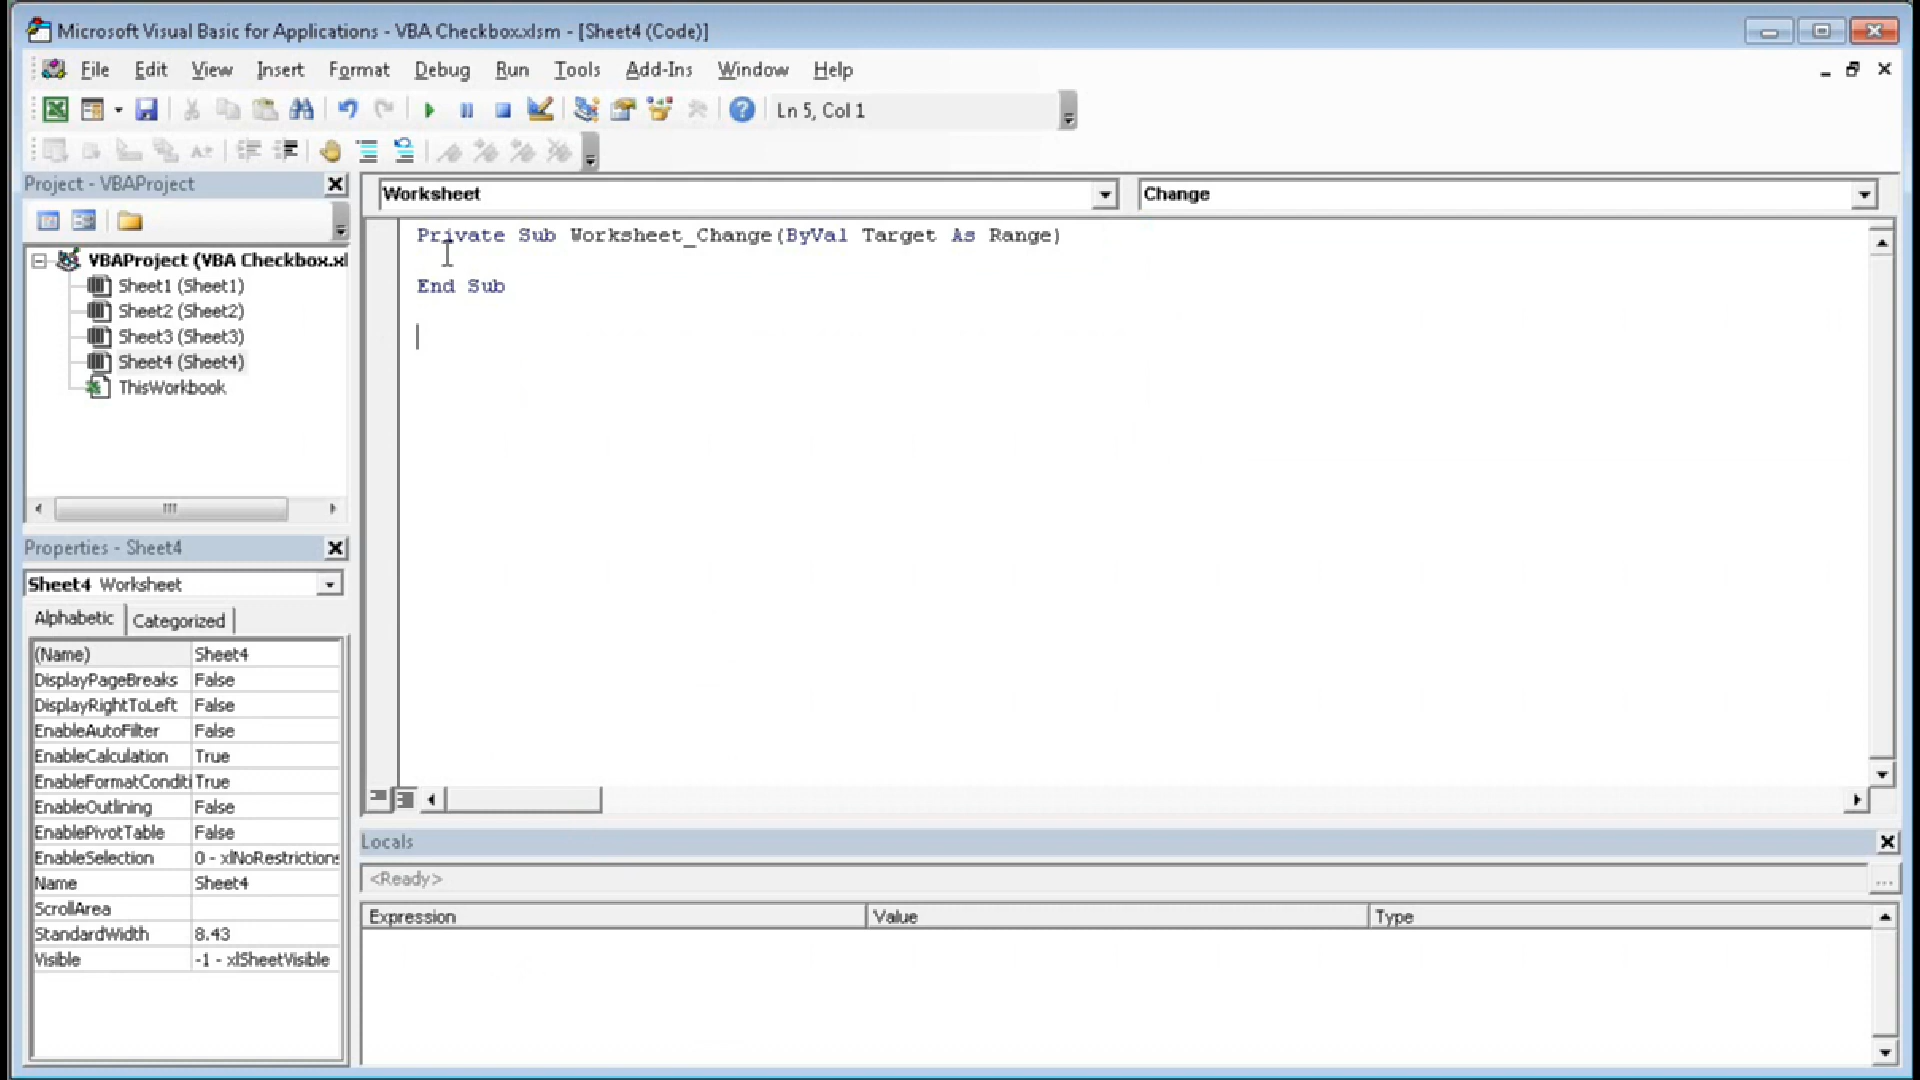 Microsoft Visual Basic for Applications - VBA Checkbox.xlsm - [Sheet4 (Code)]
File Edit View Insert Format Debug Run Tools Add-Ins Window Help
Ln 5, Col 1
Project - VBAProject
VBAProject (VBA Checkbox.xl
Sheet1 (Sheet1)
Sheet2 (Sheet2)
Sheet3 (Sheet3)
Sheet4 (Sheet4)
ThisWorkbook
Properties - Sheet4
Sheet4 Worksheet
Alphabetic Categorized
(Name) Sheet4
DisplayPageBreaks False
DisplayRightToLeft False
EnableAutoFilter False
EnableCalculation True
EnableFormatConditi True
EnableOutlining False
EnablePivotTable False
EnableSelection 0 - xlNoRestrictions
Name Sheet4
ScrollArea
StandardWidth 8.43
Visible -1 - xlSheetVisible
Worksheet Change
Private Sub Worksheet_Change(ByVal Target As Range)
End Sub
Locals
<Ready>
...
Expression Value Type